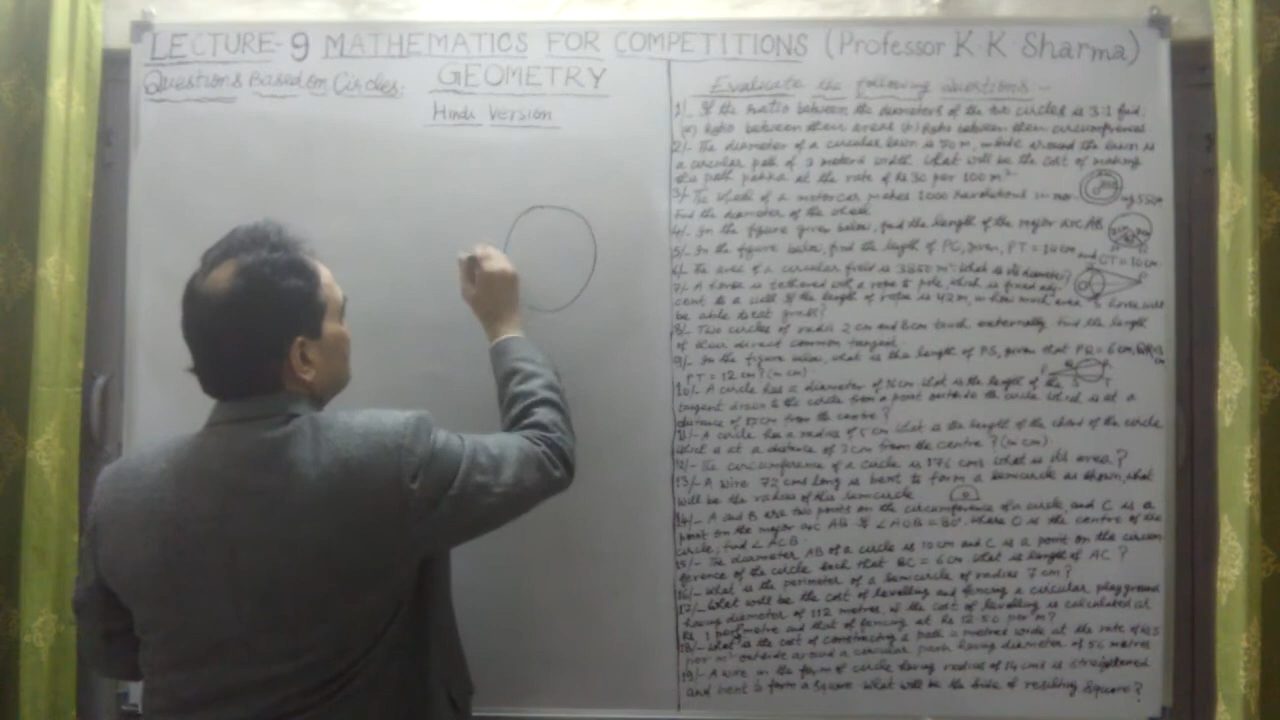 LECTURE-9 MATHEMATICS FOR COMPETITIONS (Professor K.K.Sharma)
Questions Based on Circles:
GEOMETRY
Hindi Version
Evaluate the following questions:-
1/- If the ratio between the diameters of the two circles is 3:1 find.
(a) Ratio between their areas (b) Ratio between their circumferences
2/- The diameter of a circular lawn is 70 m, outside around the lawn is
a circular path of 3 meters width. What will be the cost of making
this path pakka at the rate of Rs 30 per 100 m²
3/- The wheel of a motorcar makes 1000 revolutions in
Find the diameter of the wheel.
4/- In the figure given below, find the length of the major arc AB
5/- In the figure below, find the length of PC, given, PT = 14 cm and CT = 10 cm.
6/- The area of a circular field is 3850 m² What is its diameter?
7/- A horse is tethered with a rope to pole, which is fixed adj-
cent to a well If the length of rope is 42 m, in how much area horse will
be able to eat grass?
8/- Two circles of radii 2 cm and 8 cm touch externally Find the length
of their direct common tangent.
9/- In the figure below, what is the length of PS, given that PQ = 6 cm,
PT = 12 cm? (in cm)
10/- A circle has a diameter of 16 cm what is the length of the
tangent drawn to the circle from a point outside the circle which is at a
distance of cm from the centre?
11/- A circle has a radius of 5 cm what is the length of the chord of the circle
which is at a distance of 3 cm from the centre? (in cm)
12/- The circumference of a circle is 176 cms what is its area?
13/- A wire 72 cms long is bent to form a semicircle as shown, what
will be the radius of this semicircle
14/- A and B are two points on the circumference of a circle, and C is a
point on the major arc AB If ∠AOB = 80°, where O is the centre of the
circle; find ∠ACB.
15/- The diameter AB of a circle is 10 cm and C is a point on the circum
ference of the circle such that BC = 6 cm. What is length of AC?
16/- What is the perimeter of a semicircle of radius 7 cm?
17/- What will be the cost of levelling and fencing a circular playground
having diameter of 112 metres, if the cost of levelling is calculated at
Rs 1 per metre and that of fencing at Rs 12.50 per m?
18/- What is the cost of constructing a path 2 metres wide at the rate of Rs 5
per m² outside around a circular park having diameter of 56 metres
19/- A wire in the form of circle having radius of 14 cms is straightened
and bent to form a square what will be the side of resulting square?